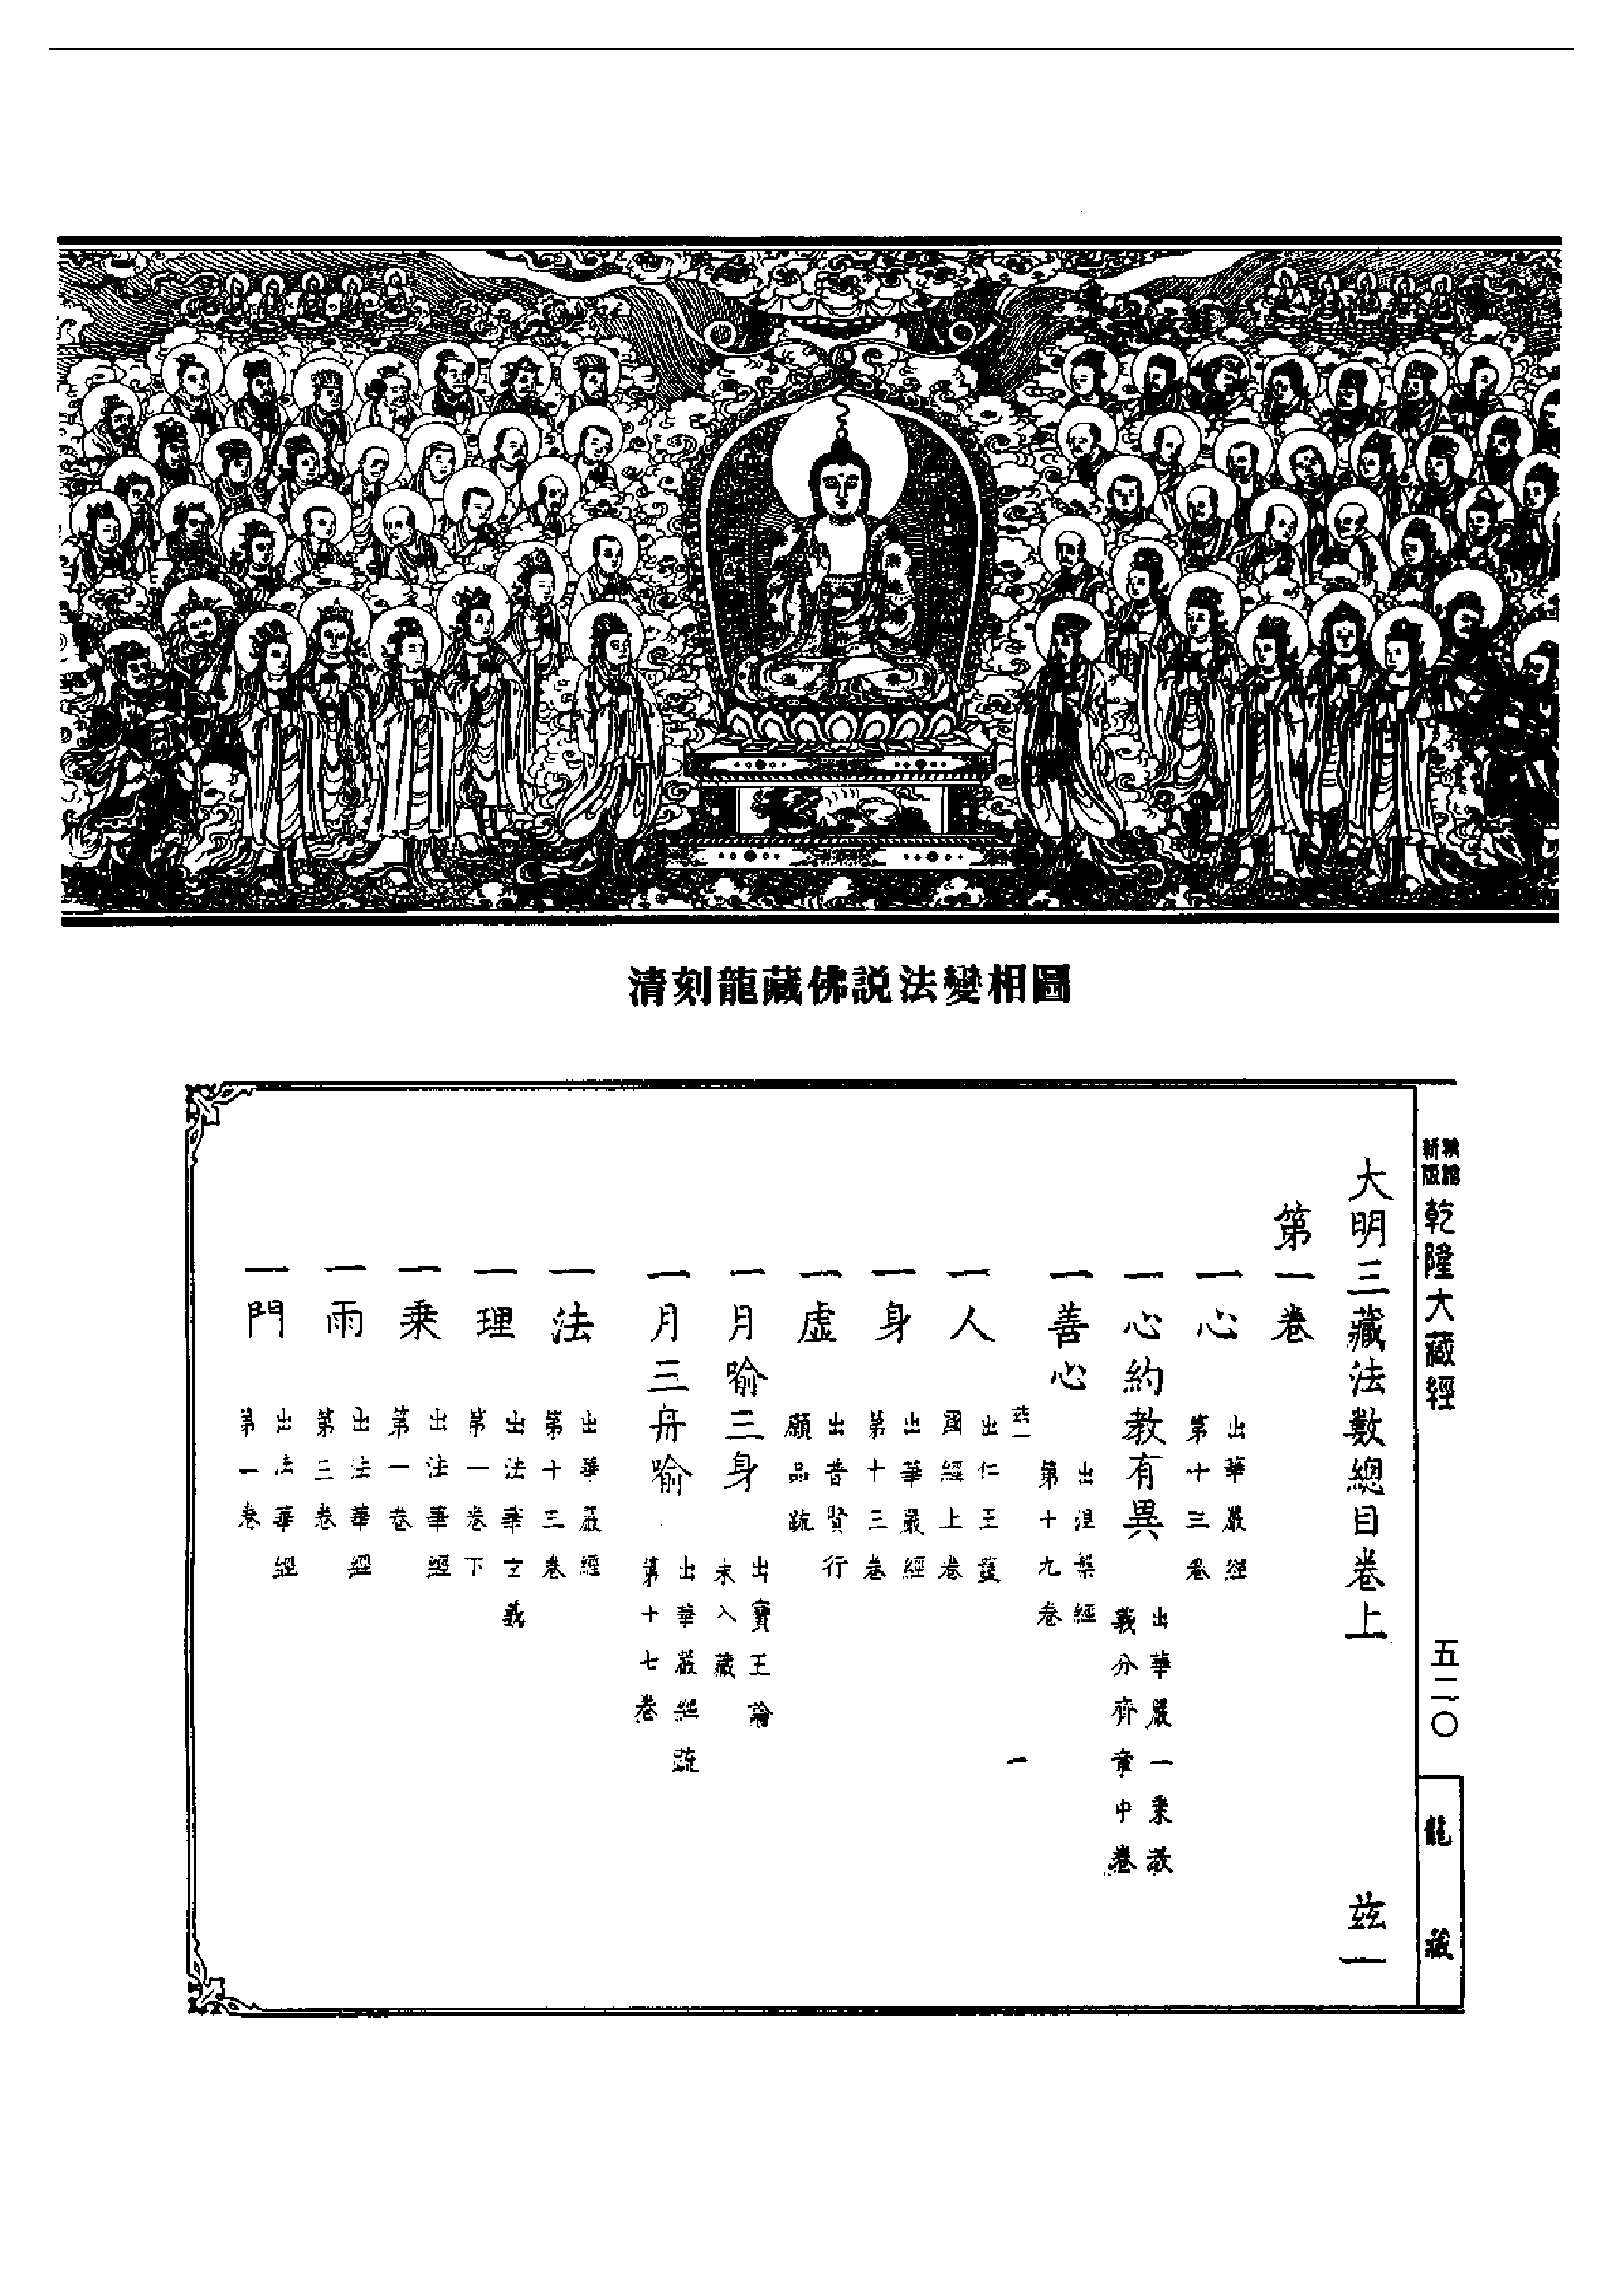 清刻龍藏佛説法變相圖
新版
乾隆大藏經
五二〇
龍藏
大明三藏法數總目卷上 茲一
第一卷
一心 出華嚴經第十三卷
一心約教有異 出華嚴一乘教義分齊章中卷
一善心 出涅槃經第十九卷
茲一 一
一人 出仁王護國經上卷
一身 出華嚴經第十三卷
一虛 出普賢行願品疏
一月喻三身 出寶王論未入藏
一月三舟喻 出華嚴經疏第十七卷
一法 出華嚴經第十三卷
一理 出法華玄義第一卷下
一乘 出法華經第一卷
一雨 出法華經第三卷
一門 出法華經第一卷